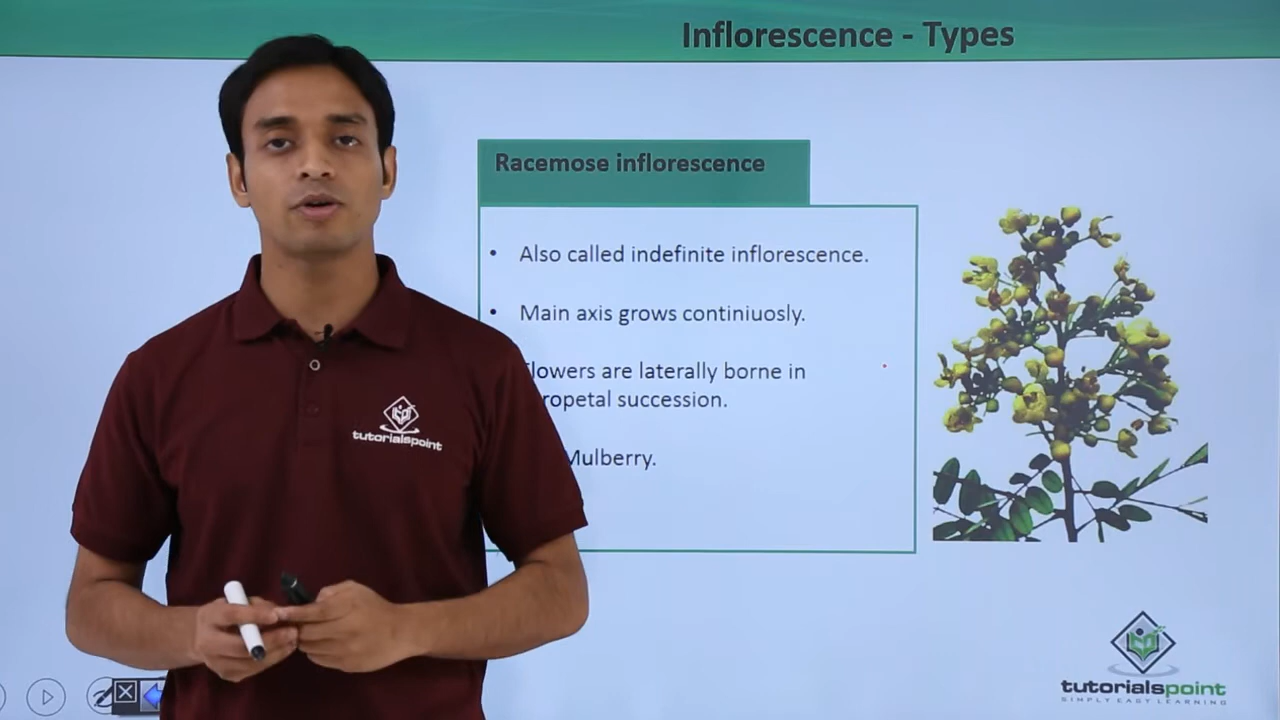 Inflorescence - Types
Racemose inflorescence
• Also called indefinite inflorescence.
• Main axis grows continiuosly.
lowers are laterally borne in
ropetal succession.
Mulberry.
tutorialspoint
tutorialspoint
SIMPLY EASY LEARNING